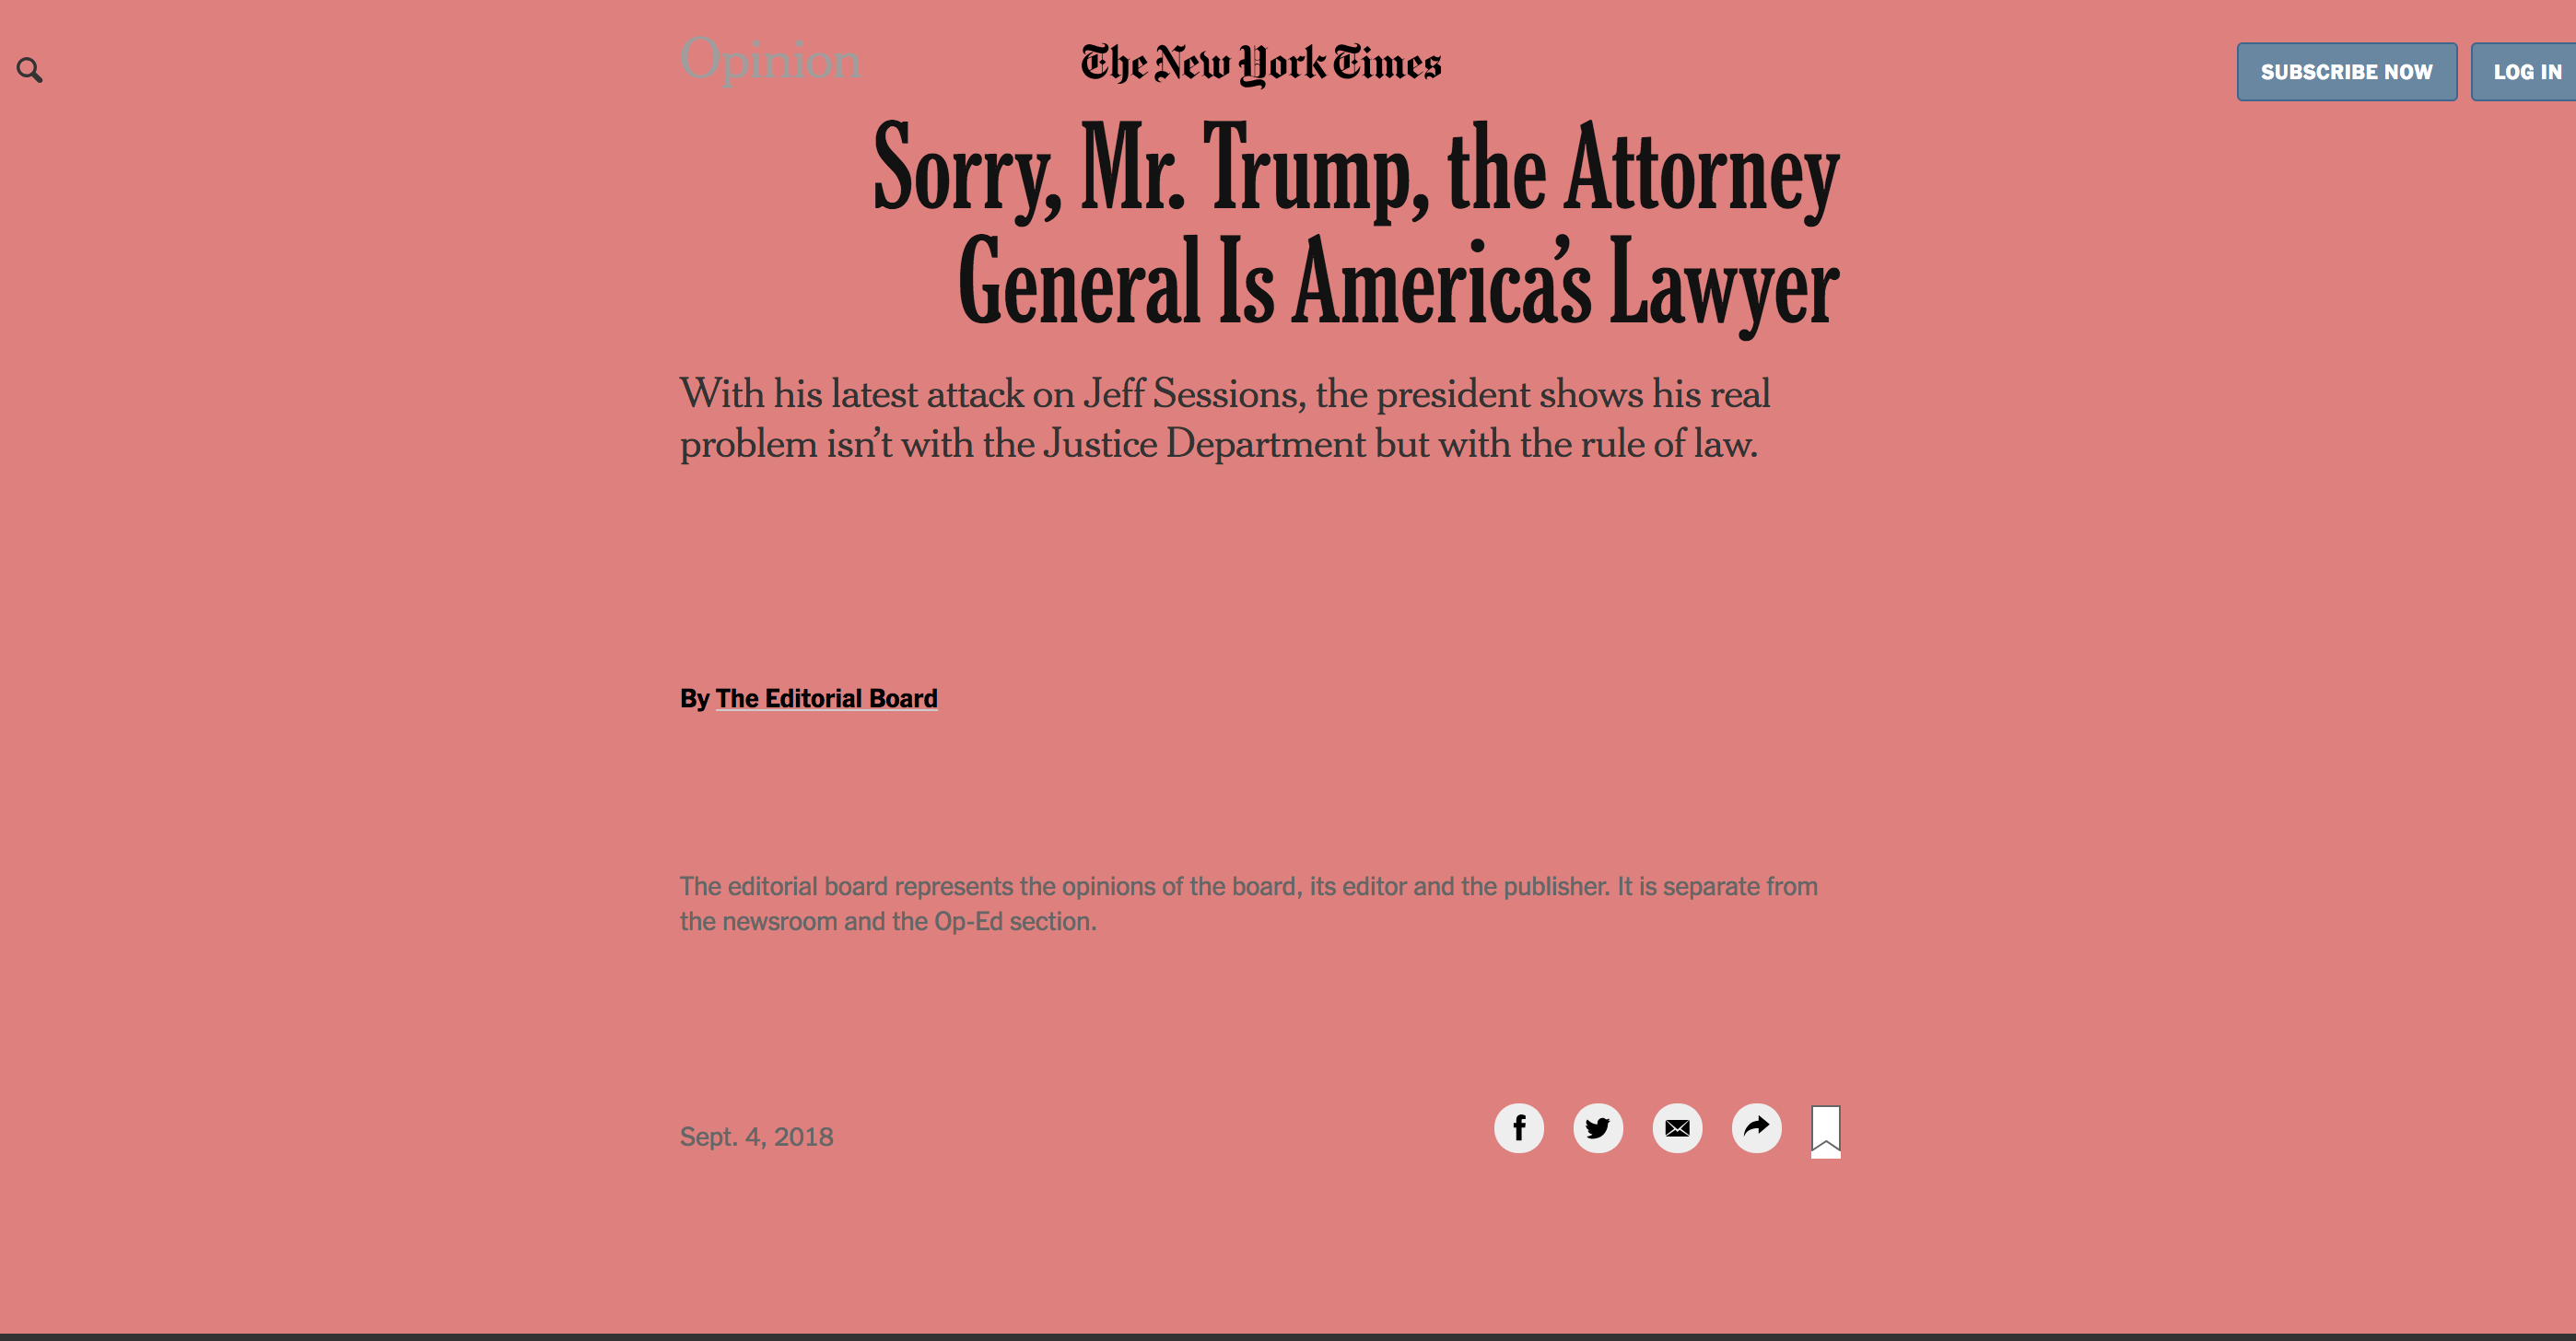 Opinion
The New York Times
SUBSCRIBE NOW
LOG IN
Sorry, Mr. Trump, the Attorney
General Is America’s Lawyer
With his latest attack on Jeff Sessions, the president shows his real
problem isn’t with the Justice Department but with the rule of law.
By The Editorial Board
The editorial board represents the opinions of the board, its editor and the publisher. It is separate from
the newsroom and the Op-Ed section.
Sept. 4, 2018